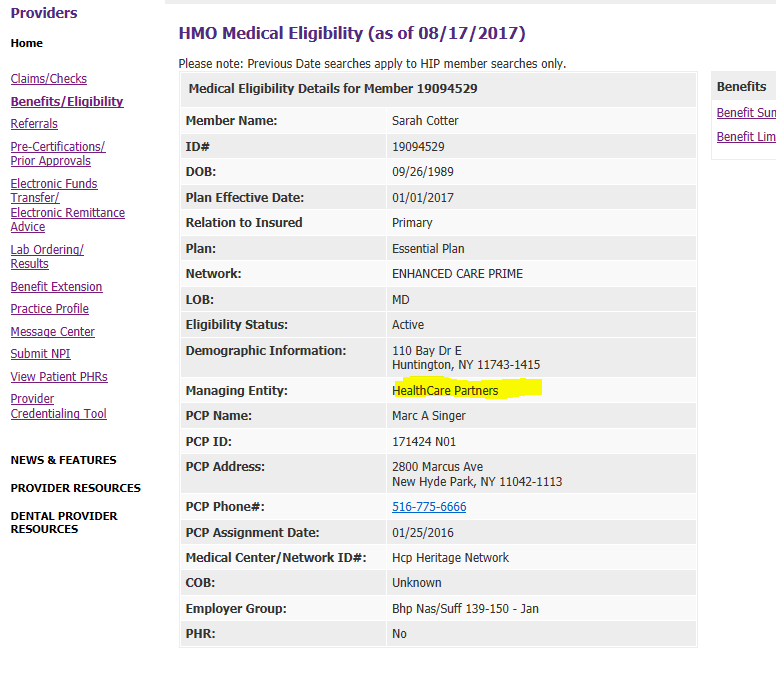 Providers
Home
Claims/Checks
Benefits/Eligibility
Referrals
Pre-Certifications/
Prior Approvals
Electronic Funds
Transfer/
Electronic Remittance
Advice
Lab Ordering/
Results
Benefit Extension
Practice Profile
Message Center
Submit NPI
View Patient PHRs
Provider
Credentialing Tool
NEWS & FEATURES
PROVIDER RESOURCES
DENTAL PROVIDER
RESOURCES
HMO Medical Eligibility (as of 08/17/2017)
Please note: Previous Date searches apply to HIP member searches only.
Medical Eligibility Details for Member 19094529
Member Name: Sarah Cotter
ID# 19094529
DOB: 09/26/1989
Plan Effective Date: 01/01/2017
Relation to Insured Primary
Plan: Essential Plan
Network: ENHANCED CARE PRIME
LOB: MD
Eligibility Status: Active
Demographic Information: 110 Bay Dr E
Huntington, NY 11743-1415
Managing Entity: HealthCare Partners
PCP Name: Marc A Singer
PCP ID: 171424 N01
PCP Address: 2800 Marcus Ave
New Hyde Park, NY 11042-1113
PCP Phone#: 516-775-6666
PCP Assignment Date: 01/25/2016
Medical Center/Network ID#: Hcp Heritage Network
COB: Unknown
Employer Group: Bhp Nas/Suff 139-150 - Jan
PHR: No
Benefits
Benefit Sum
Benefit Lim